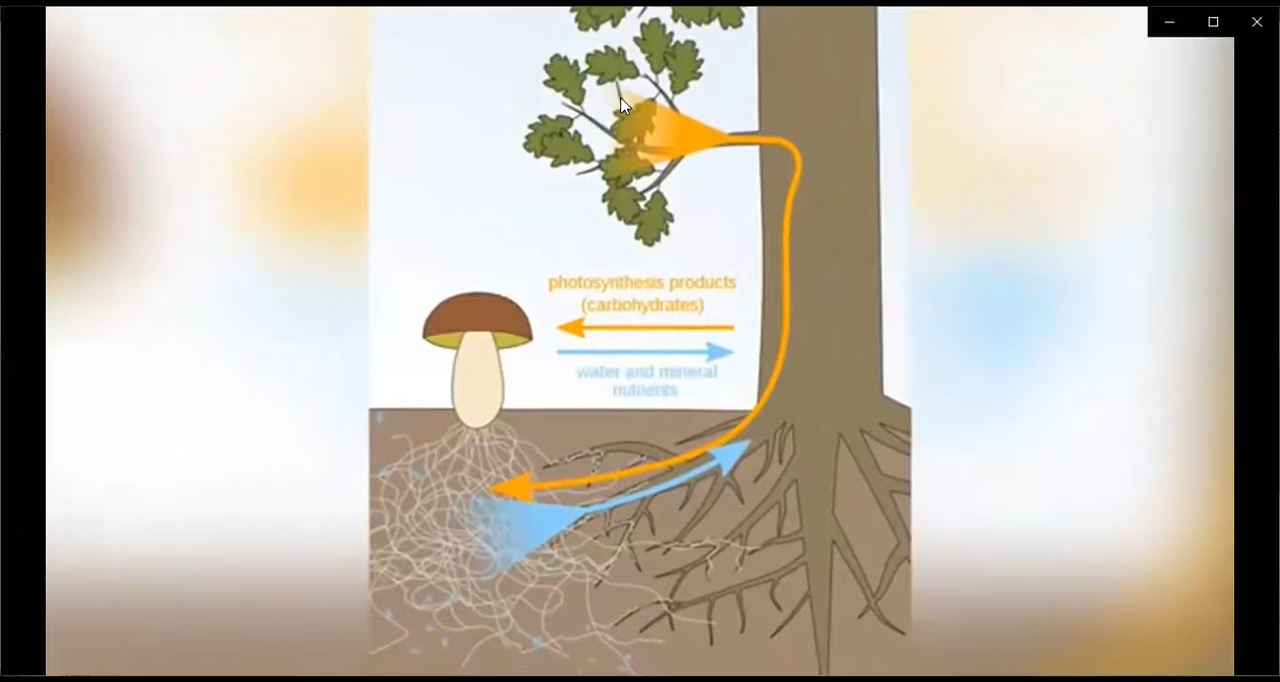 photosynthesis products
(carbohydrates)
water and mineral
nutrients